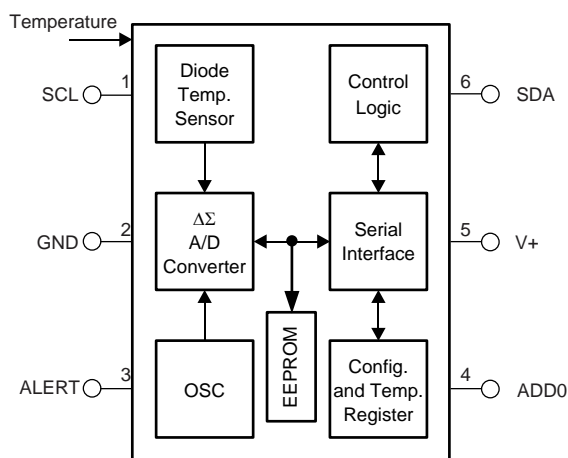 Temperature
1
SCL
Diode
Temp.
Sensor
Control
Logic
6
SDA
2
GND
ΔΣ
A/D
Converter
Serial
Interface
5
V+
3
ALERT
OSC
EEPROM
Config.
and Temp.
Register
4
ADD0